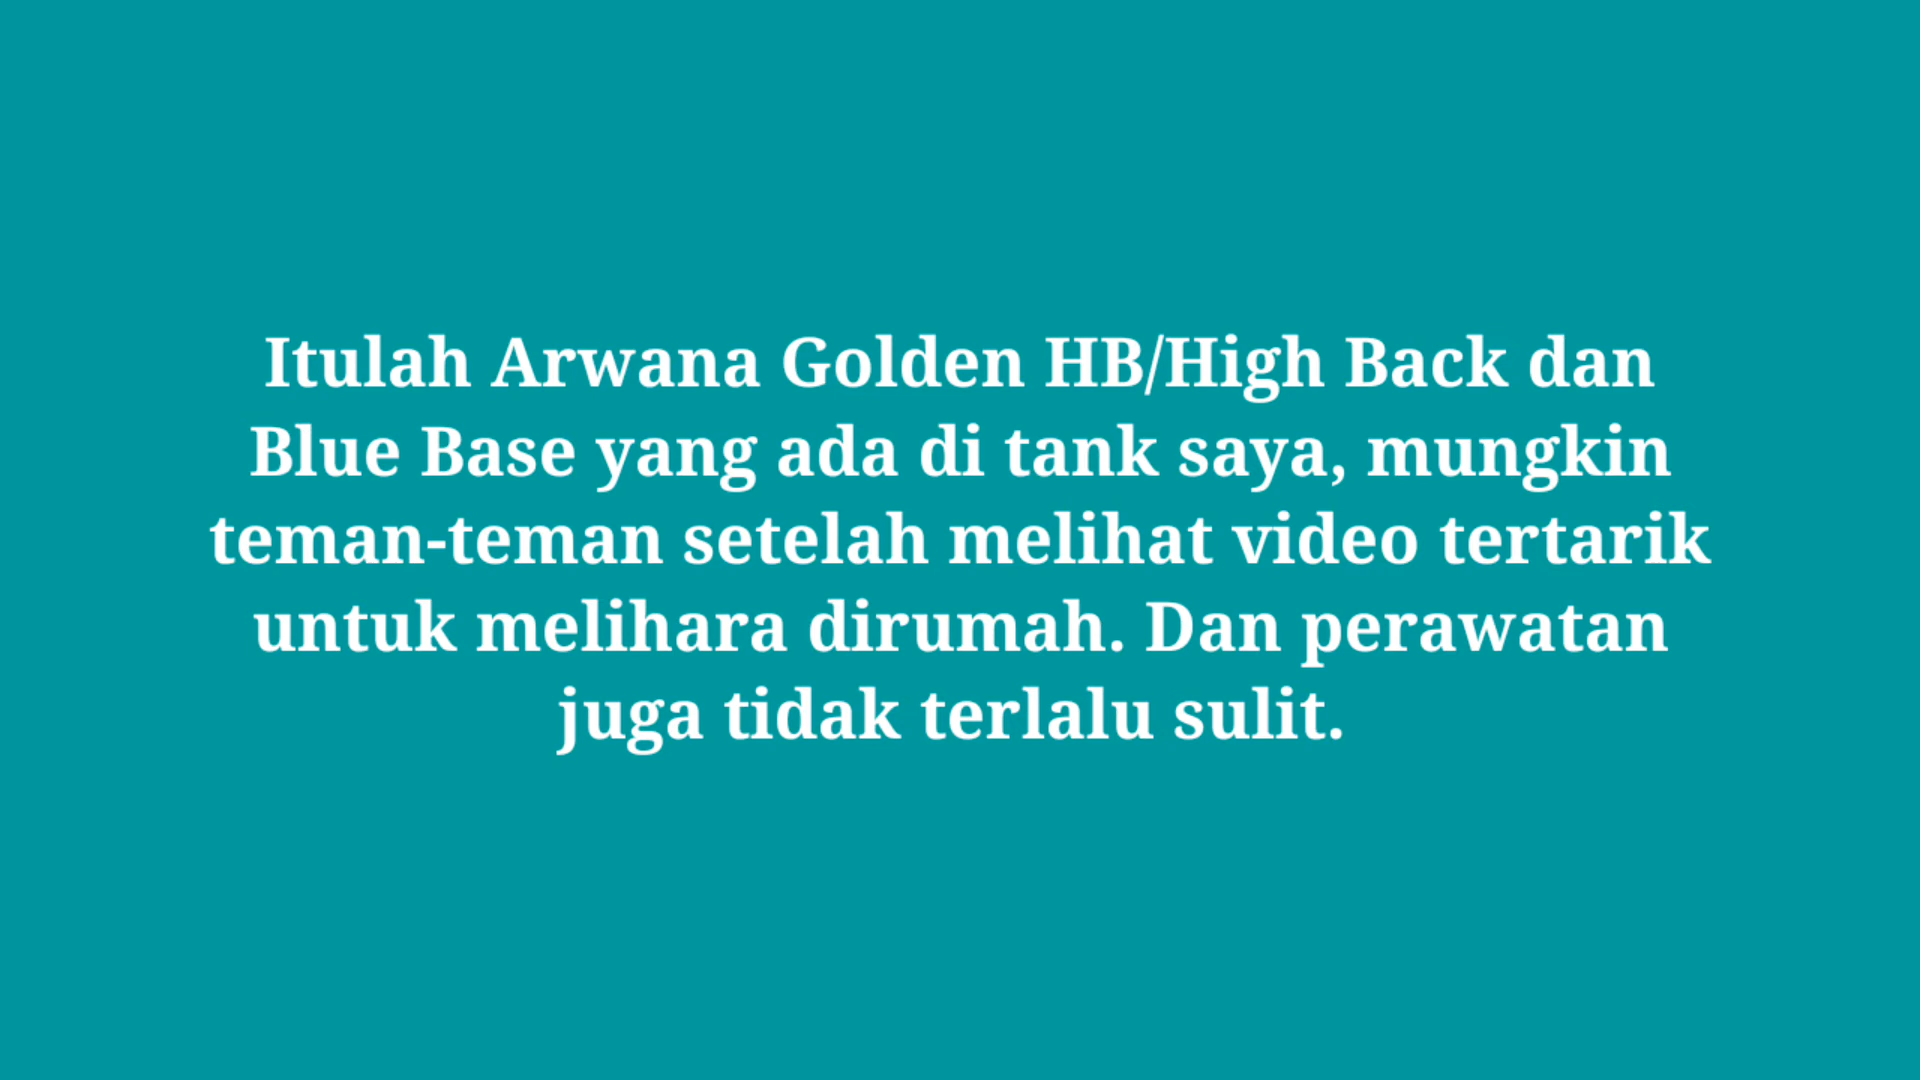 Itulah Arwana Golden HB/High Back dan
Blue Base yang ada di tank saya, mungkin
teman-teman setelah melihat video tertarik
untuk melihara dirumah. Dan perawatan
juga tidak terlalu sulit.